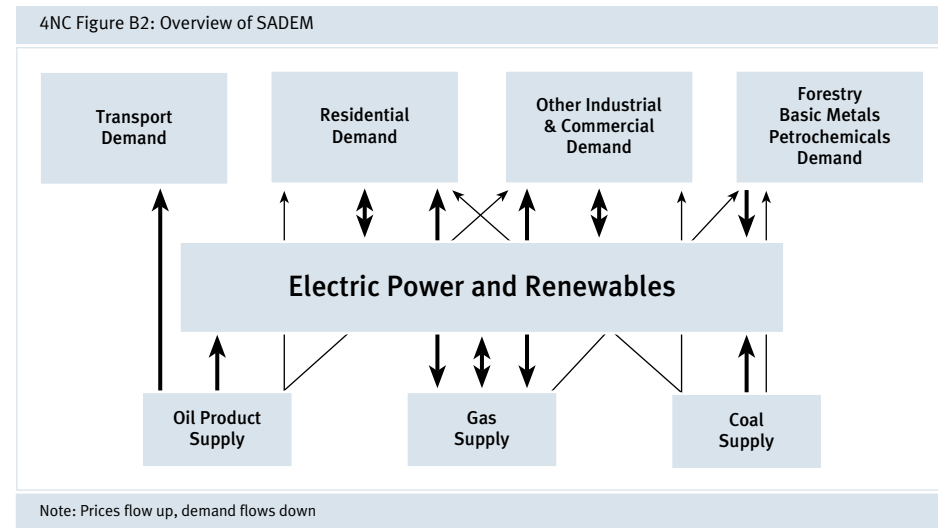 4NC Figure B2: Overview of SADEM
Transport
Demand
Residential
Demand
Other Industrial
& Commercial
Demand
Forestry
Basic Metals
Petrochemicals
Demand
Electric Power and Renewables
Oil Product
Supply
Gas
Supply
Coal
Supply
Note: Prices flow up, demand flows down